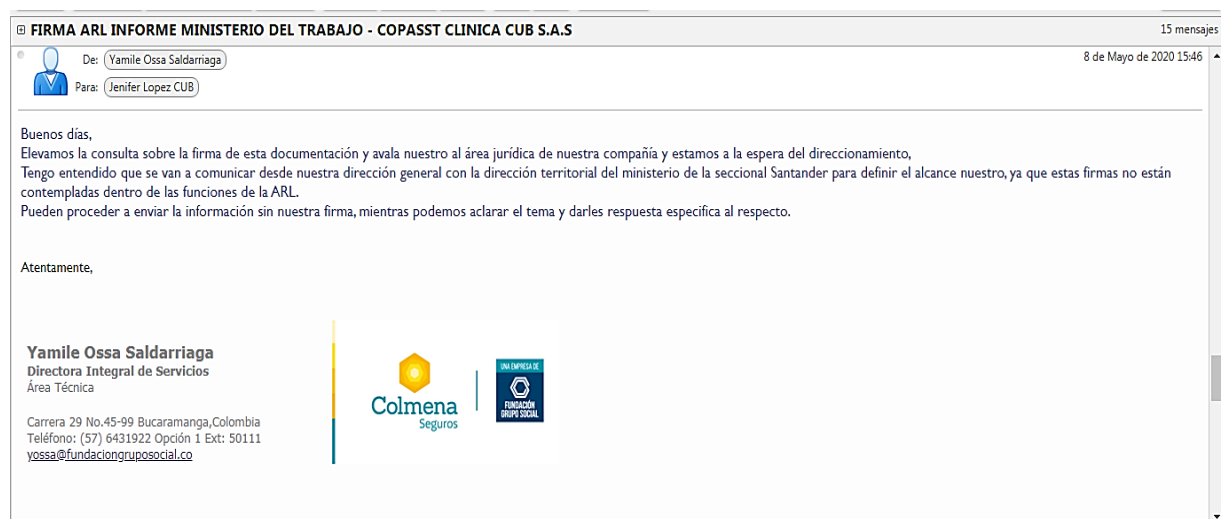 FIRMA ARL INFORME MINISTERIO DEL TRABAJO - COPASST CLINICA CUB S.A.S
15 mensajes
De: Yamile Ossa Saldarriaga
8 de Mayo de 2020 15:46
Para: Jenifer Lopez CUB
Buenos días,
Elevamos la consulta sobre la firma de esta documentación y avala nuestro al área jurídica de nuestra compañía y estamos a la espera del direccionamiento,
Tengo entendido que se van a comunicar desde nuestra dirección general con la dirección territorial del ministerio de la seccional Santander para definir el alcance nuestro, ya que estas firmas no están
contempladas dentro de las funciones de la ARL.
Pueden proceder a enviar la información sin nuestra firma, mientras podemos aclarar el tema y darles respuesta especifica al respecto.
Atentamente,
Yamile Ossa Saldarriaga
Directora Integral de Servicios
Área Técnica
Carrera 29 No.45-99 Bucaramanga,Colombia
Teléfono: (57) 6431922 Opción 1 Ext: 50111
yossa@fundaciongruposocial.co
Colmena
Seguros
UNA EMPRESA DE
FUNDACIÓN
GRUPO SOCIAL